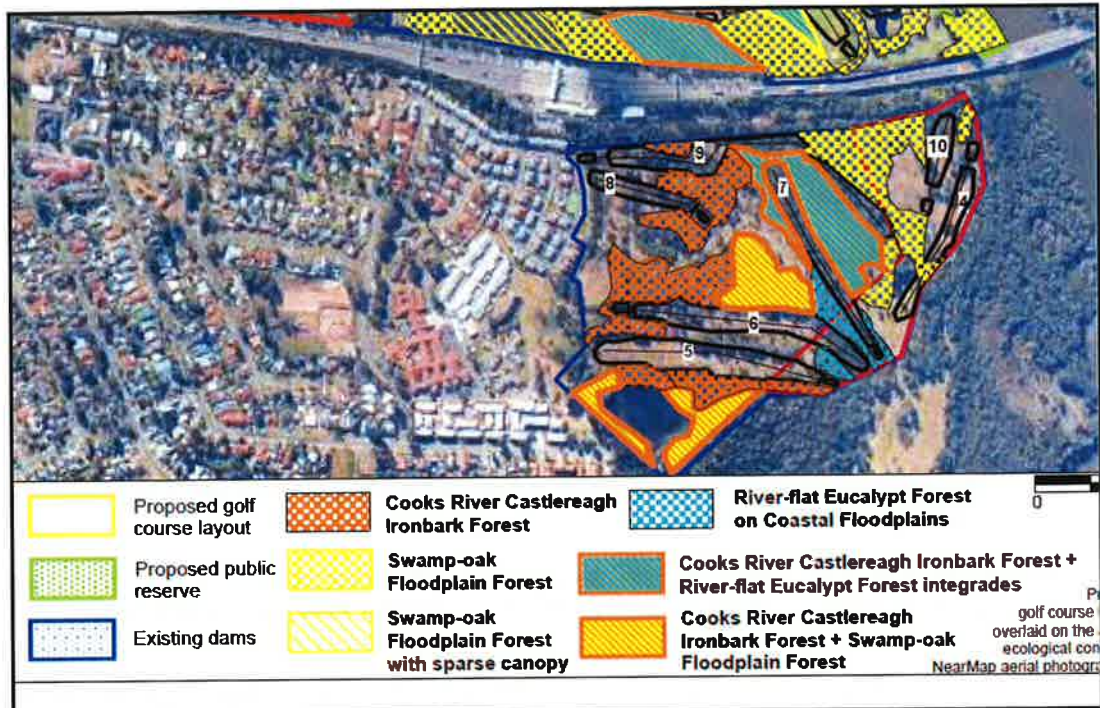 9
10
8
7
4
6
5
Proposed golf
course layout
Cooks River Castlereagh
Ironbark Forest
River-flat Eucalypt Forest
on Coastal Floodplains
0
Proposed public
reserve
Swamp-oak
Floodplain Forest
Cooks River Castlereagh Ironbark Forest +
River-flat Eucalypt Forest integrades
Existing dams
Swamp-oak
Floodplain Forest
with sparse canopy
Cooks River Castlereagh
Ironbark Forest + Swamp-oak
Floodplain Forest
golf course
overlaid on the
ecological con
NearMap aerial photogra